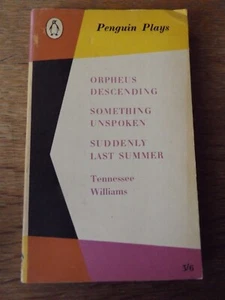 Penguin Plays
ORPHEUS
DESCENDING
SOMETHING
UNSPOKEN
SUDDENLY
LAST SUMMER
Tennessee
Williams
3/6